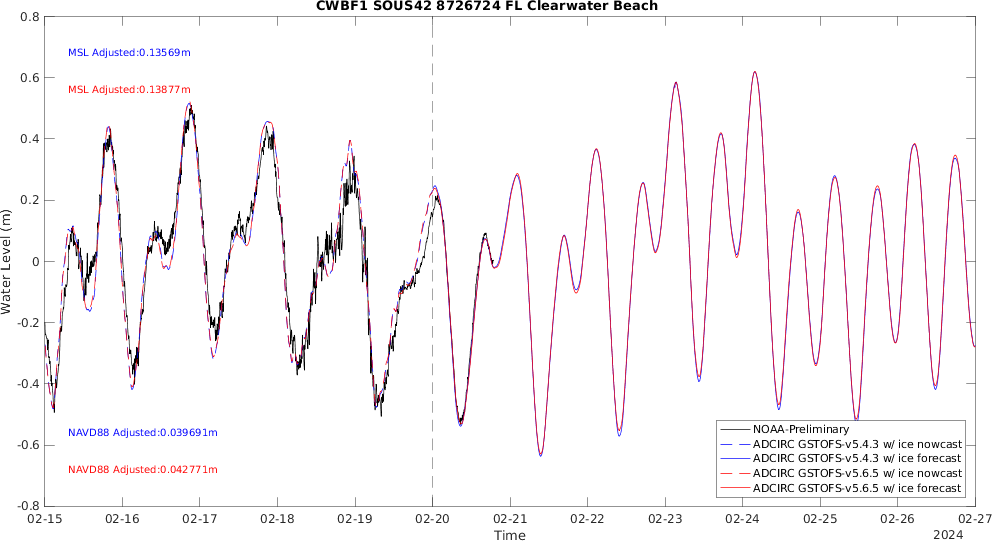 CWBF1 SOUS42 8726724 FL Clearwater Beach
0.8
0.6
0.4
0.2
0
-0.2
-0.4
-0.6
-0.8
Water Level (m)
MSL Adjusted:0.13569m
MSL Adjusted:0.13877m
NAVD88 Adjusted:0.039691m
NAVD88 Adjusted:0.042771m
NOAA-Preliminary
ADCIRC GSTOFS-v5.4.3 w/ ice nowcast
ADCIRC GSTOFS-v5.4.3 w/ ice forecast
ADCIRC GSTOFS-v5.6.5 w/ ice nowcast
ADCIRC GSTOFS-v5.6.5 w/ ice forecast
02-15 02-16 02-17 02-18 02-19 02-20 02-21 02-22 02-23 02-24 02-25 02-26 02-27
Time
2024